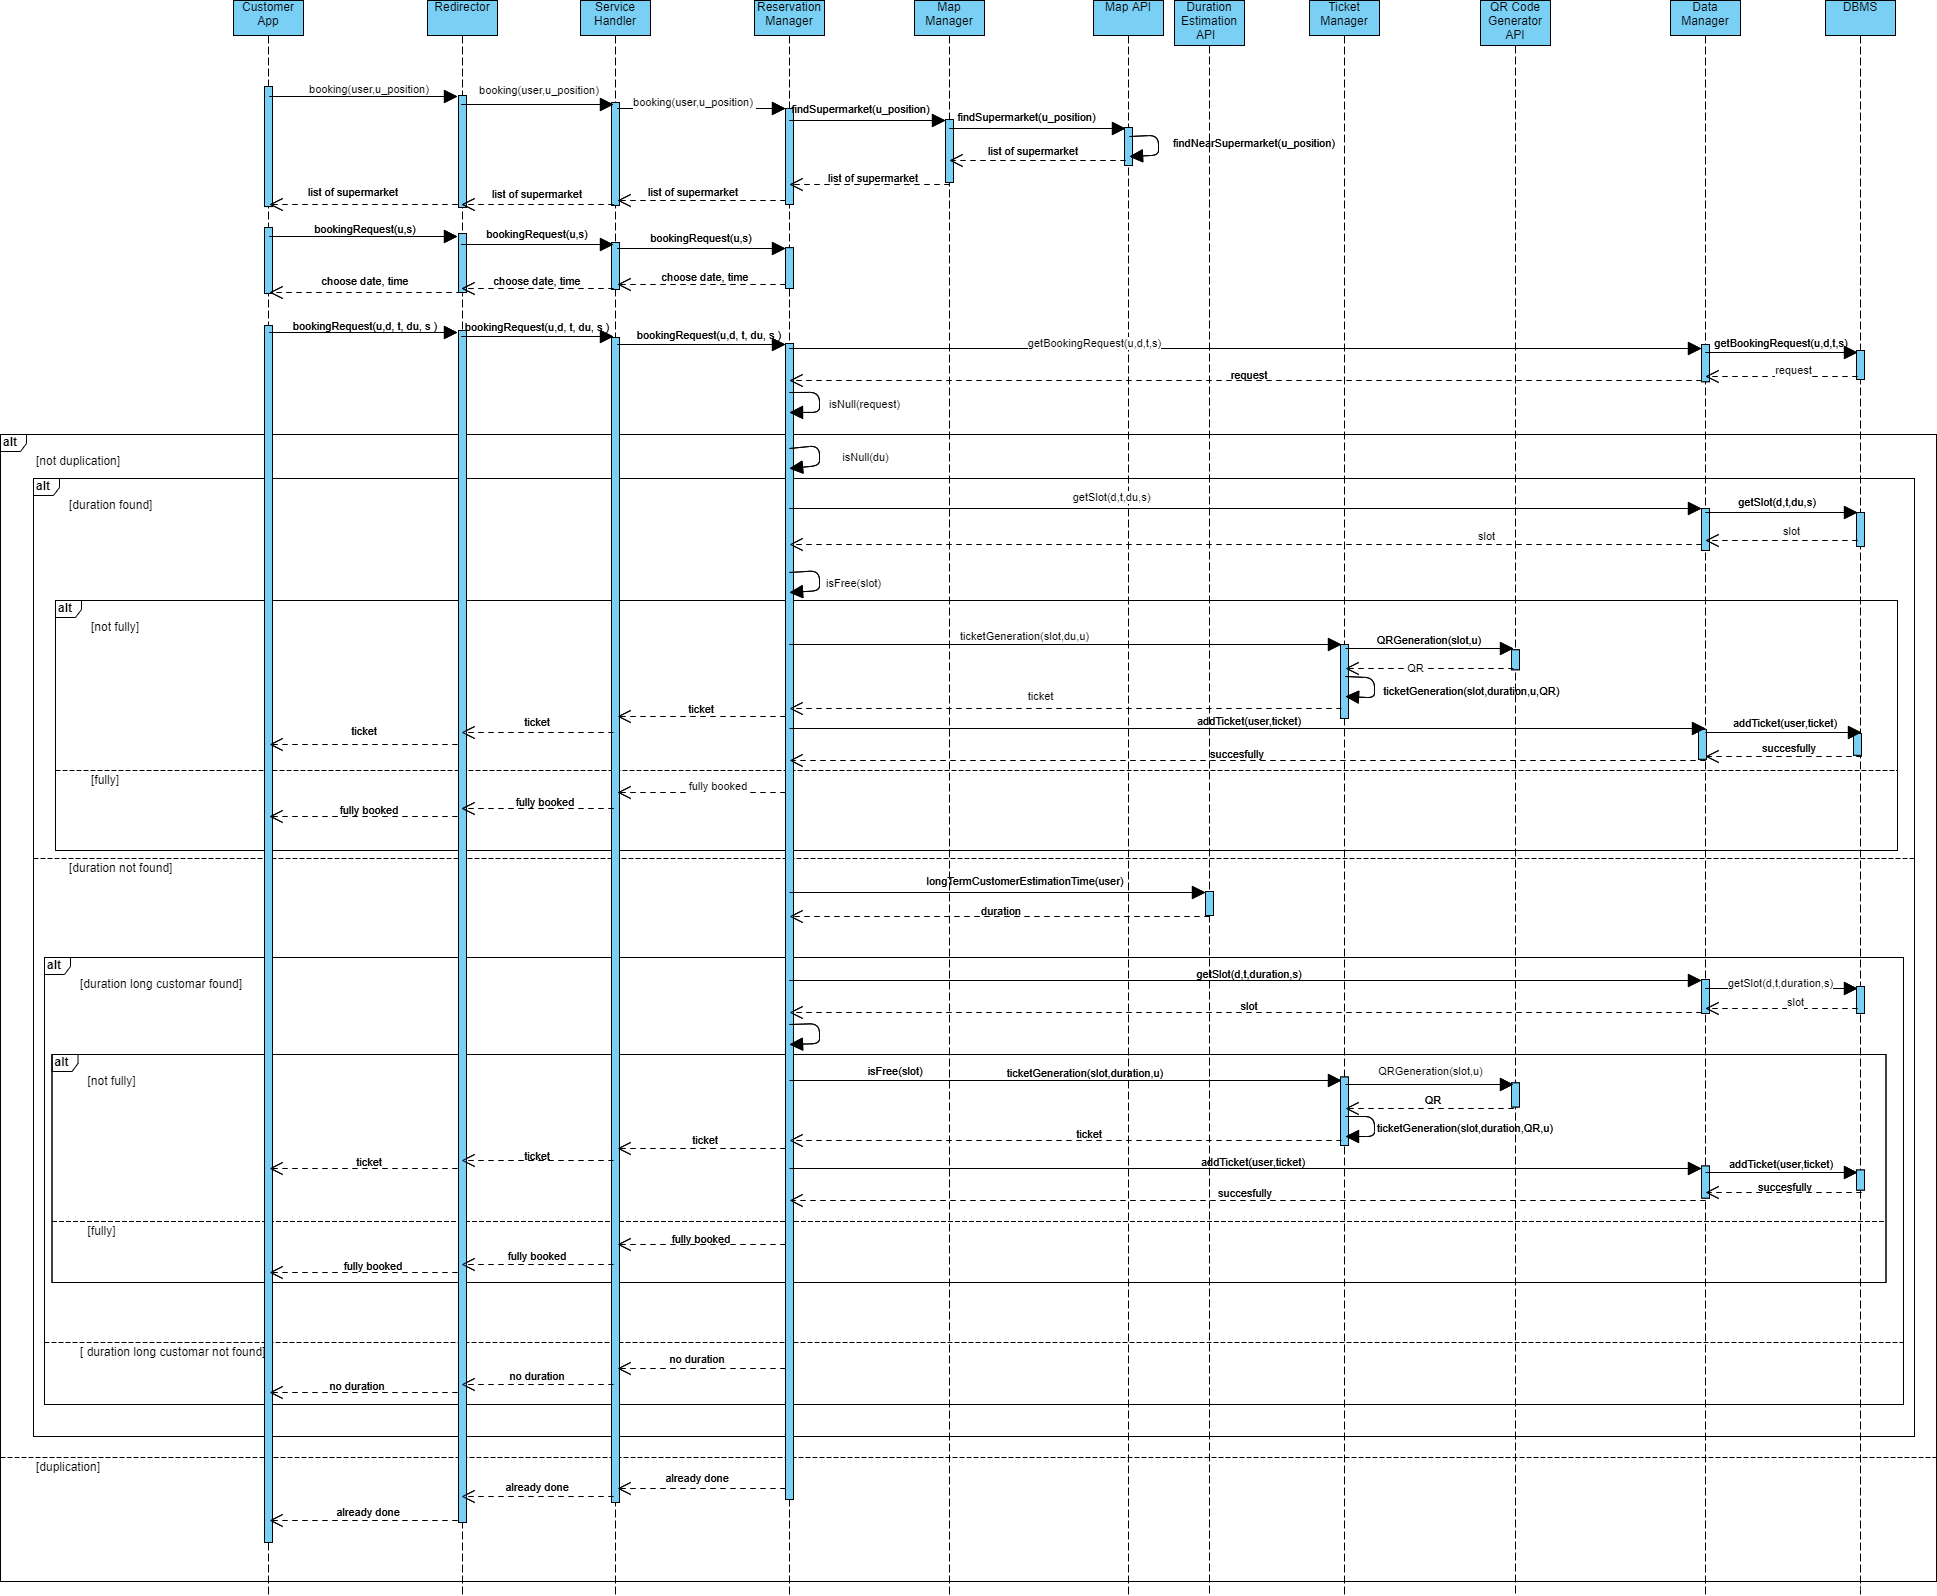 Customer
App
Redirector
Service
Handler
Reservation
Manager
Map
Manager
Map API
Duration
Estimation
API
Ticket
Manager
QR Code
Generator
API
Data
Manager
DBMS
booking(user,u_position)
booking(user,u_position)
booking(user,u_position)
findSupermarket(u_position)
findSupermarket(u_position)
findNearSupermarket(u_position)
list of supermarket
list of supermarket
list of supermarket
list of supermarket
list of supermarket
bookingRequest(u,s)
bookingRequest(u,s)
bookingRequest(u,s)
choose date, time
choose date, time
choose date, time
bookingRequest(u,d, t, du, s )
bookingRequest(u,d, t, du, s )
bookingRequest(u,d, t, du, s )
getBookingRequest(u,d,t,s)
getBookingRequest(u,d,t,s)
request
request
isNull(request)
alt
[not duplication]
isNull(du)
alt
[duration found]
getSlot(d,t,du,s)
getSlot(d,t,du,s)
slot
slot
isFree(slot)
alt
[not fully]
ticketGeneration(slot,du,u)
QRGeneration(slot,u)
QR
ticketGeneration(slot,duration,u,QR)
ticket
ticket
ticket
ticket
addTicket(user,ticket)
addTicket(user,ticket)
succesfully
succesfully
[fully]
fully booked
fully booked
fully booked
[duration not found]
longTermCustomerEstimationTime(user)
duration
alt
[duration long customar found]
getSlot(d,t,duration,s)
getSlot(d,t,duration,s)
slot
slot
alt
[not fully]
isFree(slot)
ticketGeneration(slot,duration,u)
QRGeneration(slot,u)
QR
ticketGeneration(slot,duration,QR,u)
ticket
ticket
ticket
ticket
addTicket(user,ticket)
addTicket(user,ticket)
succesfully
succesfully
[fully]
fully booked
fully booked
fully booked
[ duration long customar not found]
no duration
no duration
no duration
[duplication]
already done
already done
already done